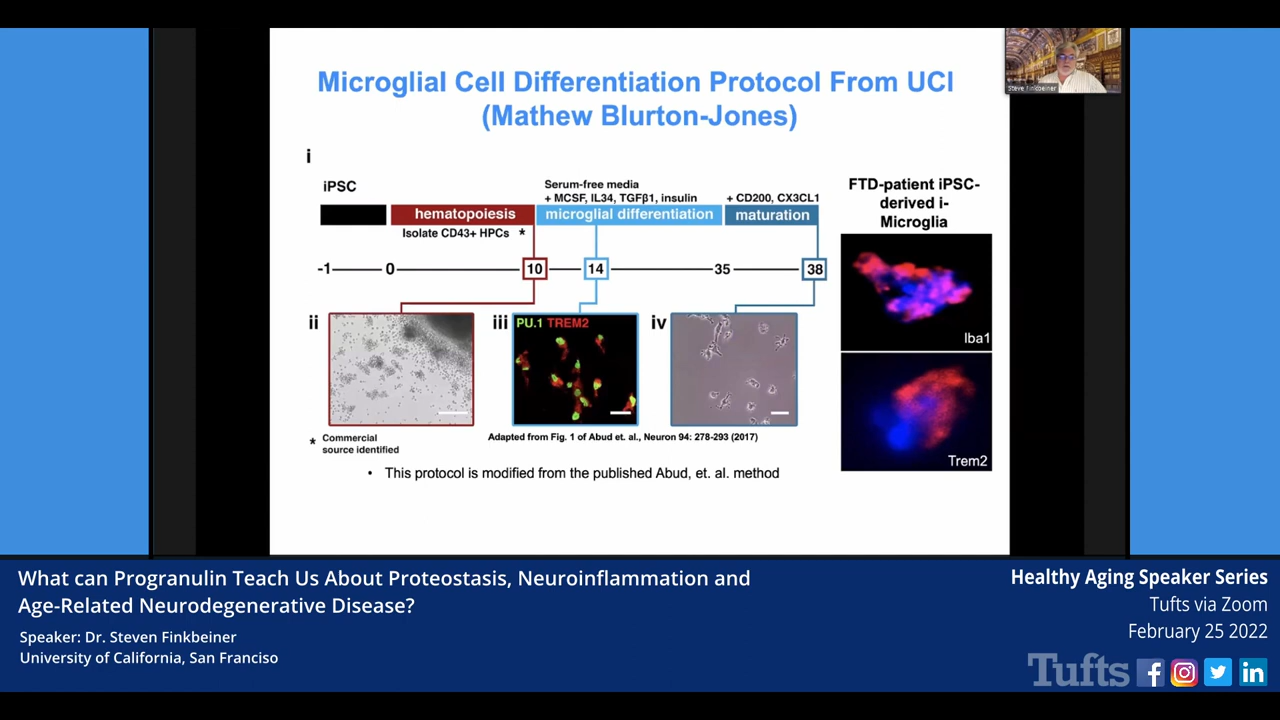 Steve Finkbeiner
Microglial Cell Differentiation Protocol From UCI
(Mathew Blurton-Jones)
i
iPSC
Serum-free media
+ MCSF, IL34, TGFβ1, insulin
+ CD200, CX3CL1
hematopoiesis
microglial differentiation
maturation
Isolate CD43+ HPCs *
-1
0
10
14
35
38
ii
iii
PU.1 TREM2
iv
* Commercial
source identified
Adapted from Fig. 1 of Abud et. al., Neuron 94: 278-293 (2017)
• This protocol is modified from the published Abud, et. al. method
FTD-patient iPSC-
derived i-
Microglia
Iba1
Trem2
What can Progranulin Teach Us About Proteostasis, Neuroinflammation and
Age-Related Neurodegenerative Disease?
Speaker: Dr. Steven Finkbeiner
University of California, San Franciso
Healthy Aging Speaker Series
Tufts via Zoom
February 25 2022
Tufts